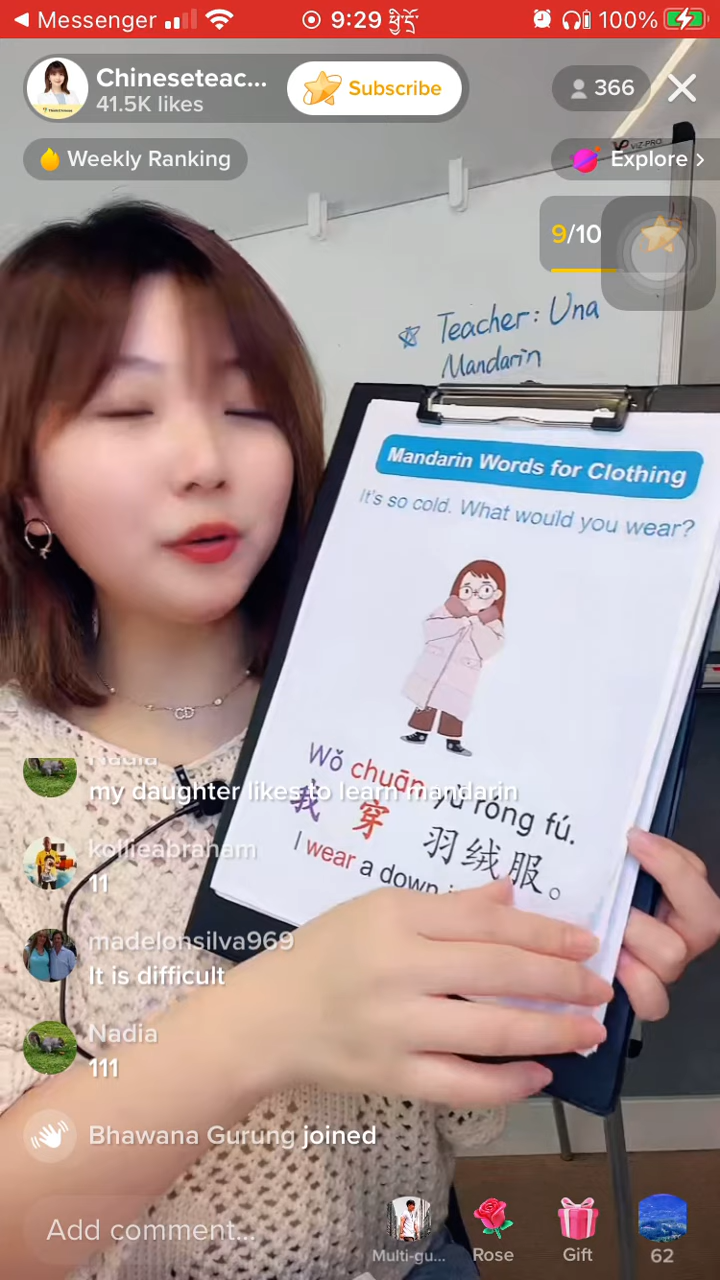 Messenger
9:29
100%
Chineseteac...
Subscribe
41.5K likes
366
Weekly Ranking
Explore
9/10
Teacher: Una
Mandarin
Mandarin Words for Clothing
It's so cold. What would you wear?
Wǒ chuān yǔ róng fú.
我 穿 羽绒服。
I wear a down
Nadia
my daughter likes to learn mandarin
kollieabraham
11
madelonsilva969
It is difficult
Nadia
111
Bhawana Gurung joined
Add comment...
Multi-gu...
Rose
Gift
62